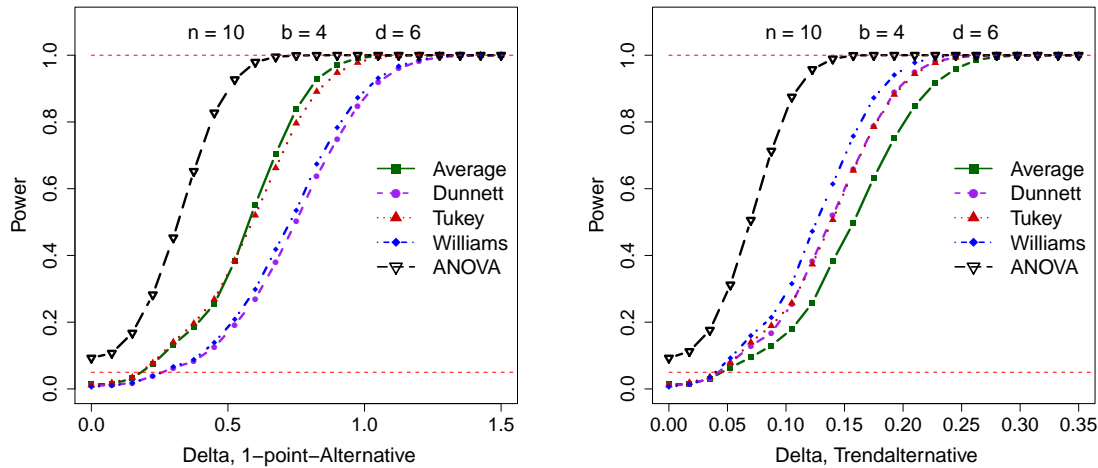 n = 10 b = 4 d = 6
Power
1.0
0.8
0.6
0.4
0.2
0.0
Average
Dunnett
Tukey
Williams
ANOVA
0.0 0.5 1.0 1.5
Delta, 1−point−Alternative
n = 10 b = 4 d = 6
Power
1.0
0.8
0.6
0.4
0.2
0.0
Average
Dunnett
Tukey
Williams
ANOVA
0.00 0.05 0.10 0.15 0.20 0.25 0.30 0.35
Delta, Trendalternative